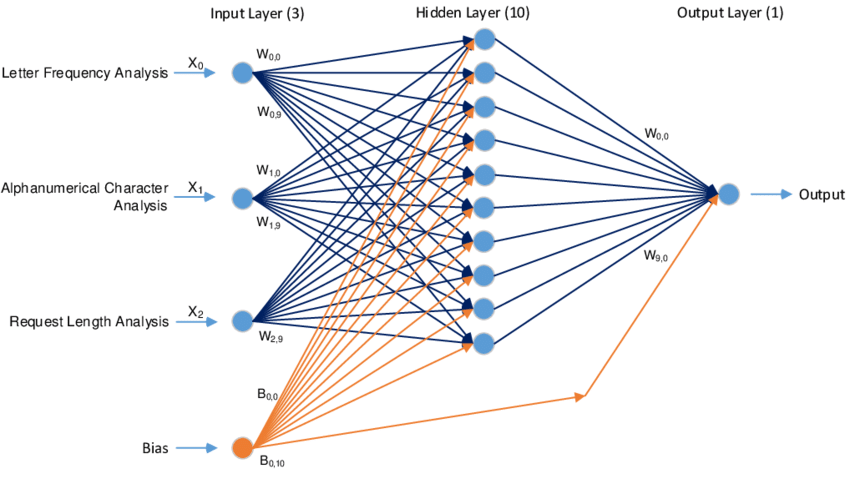 Input Layer (3)
Hidden Layer (10)
Output Layer (1)
Letter Frequency Analysis
X0
W0,0
W0,9
Alphanumerical Character
Analysis
X1
W1,0
W1,9
Request Length Analysis
X2
W2,9
Bias
B0,0
B0,10
W0,0
W9,0
Output